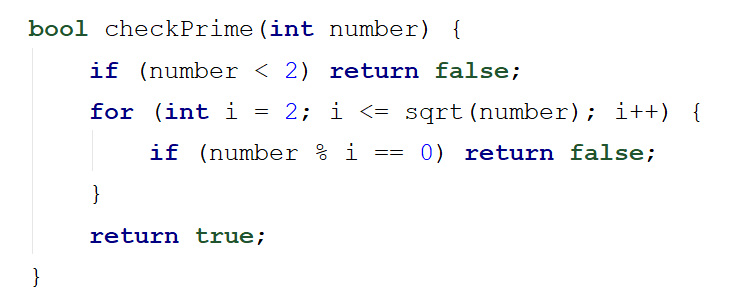 bool checkPrime(int number) {
    if (number < 2) return false;
    for (int i = 2; i <= sqrt(number); i++) {
        if (number % i == 0) return false;
    }
    return true;
}